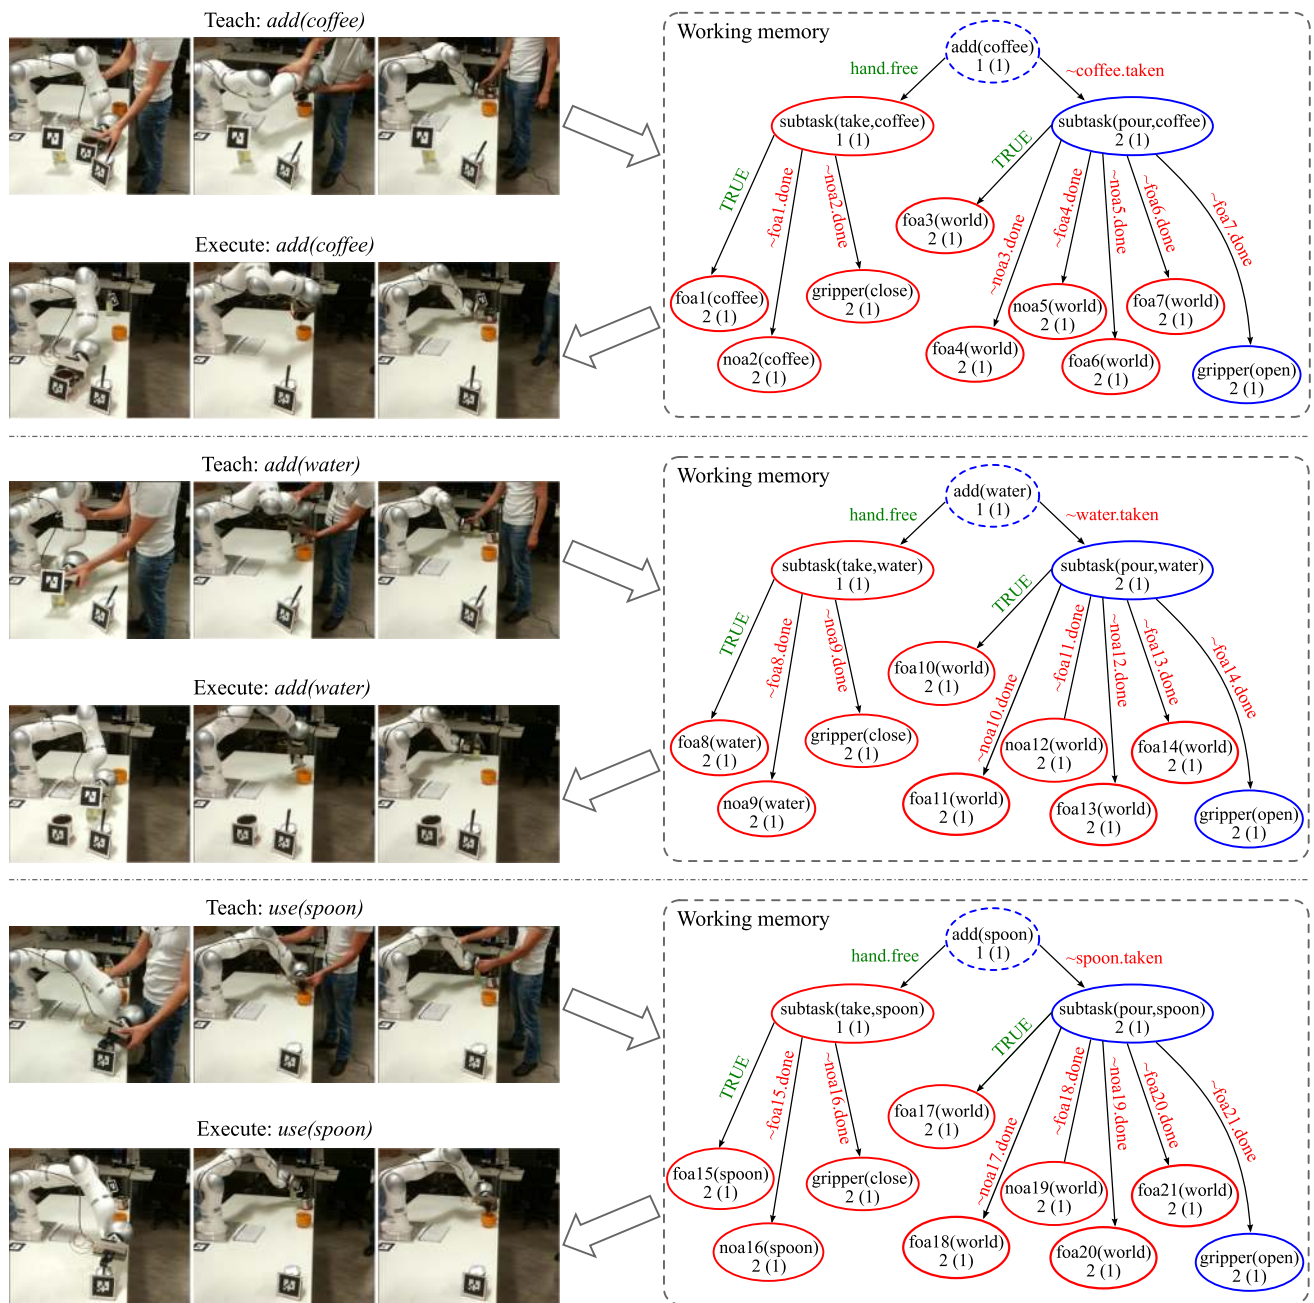 Teach: add(coffee)
Working memory
add(coffee)
1 (1)
hand.free
~coffee.taken
subtask(take,coffee)
1 (1)
subtask(pour,coffee)
2 (1)
TRUE
~foa1.done
~noa2.done
TRUE
~noa3.done
~foa4.done
~noa5.done
~foa6.done
~foa7.done
foa3(world)
2 (1)
Execute: add(coffee)
foa1(coffee)
2 (1)
gripper(close)
2 (1)
noa5(world)
2 (1)
foa7(world)
2 (1)
noa2(coffee)
2 (1)
foa4(world)
2 (1)
foa6(world)
2 (1)
gripper(open)
2 (1)
Teach: add(water)
Working memory
add(water)
1 (1)
hand.free
~water.taken
subtask(take,water)
1 (1)
subtask(pour,water)
2 (1)
TRUE
~foa8.done
~noa9.done
TRUE
~noa10.done
~foa11.done
~noa12.done
~foa13.done
~foa14.done
foa10(world)
2 (1)
Execute: add(water)
foa8(water)
2 (1)
gripper(close)
2 (1)
noa12(world)
2 (1)
foa14(world)
2 (1)
noa9(water)
2 (1)
foa11(world)
2 (1)
foa13(world)
2 (1)
gripper(open)
2 (1)
Teach: use(spoon)
Working memory
add(spoon)
1 (1)
hand.free
~spoon.taken
subtask(take,spoon)
1 (1)
subtask(pour,spoon)
2 (1)
TRUE
~foa15.done
~noa16.done
TRUE
~noa17.done
~foa18.done
~noa19.done
~foa20.done
~foa21.done
foa17(world)
2 (1)
Execute: use(spoon)
foa15(spoon)
2 (1)
gripper(close)
2 (1)
noa19(world)
2 (1)
foa21(world)
2 (1)
noa16(spoon)
2 (1)
foa18(world)
2 (1)
foa20(world)
2 (1)
gripper(open)
2 (1)